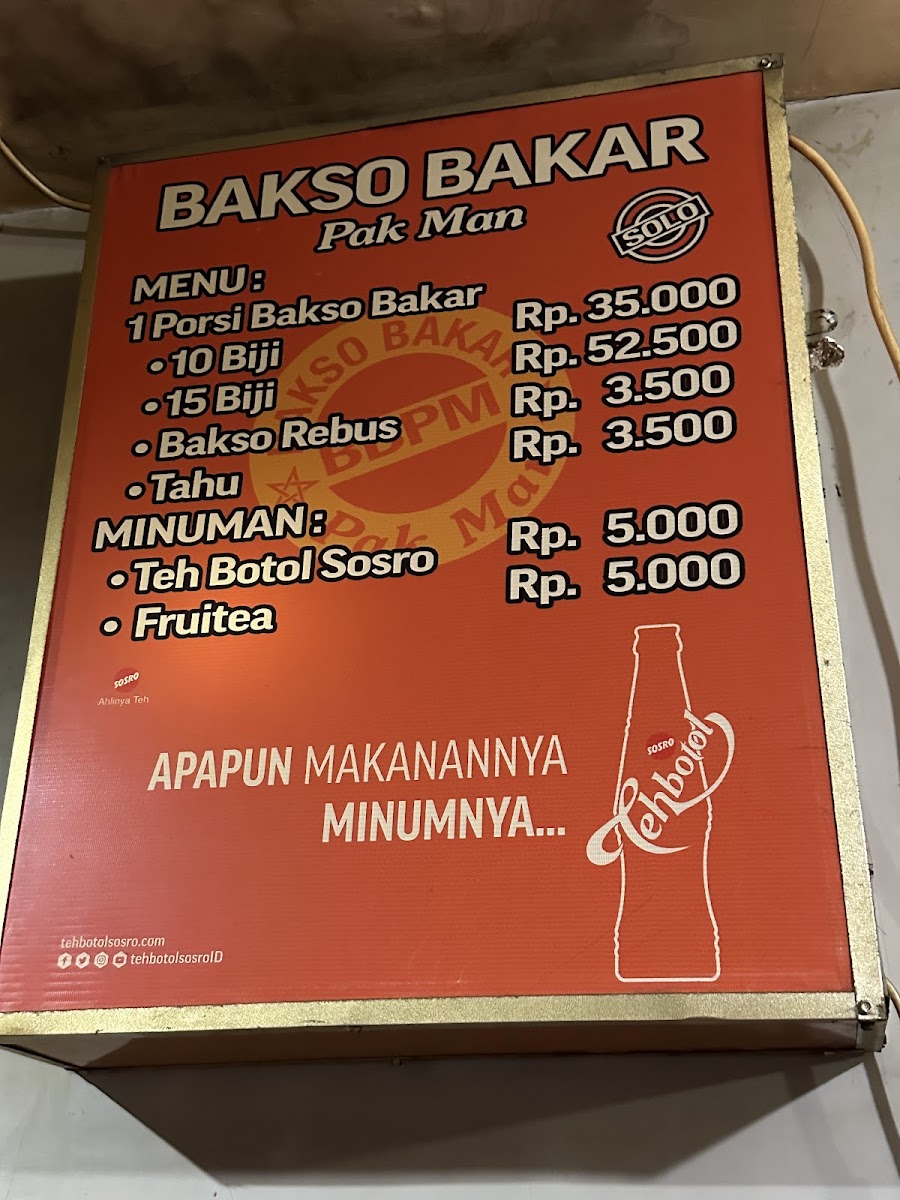 BAKSO BAKAR
Pak Man
SOLO
MENU :
1 Porsi Bakso Bakar
• 10 Biji Rp. 35.000
• 15 Biji Rp. 52.500
• Bakso Rebus Rp. 3.500
• Tahu Rp. 3.500
BAKSO BAKAR
BBPM
Pak Man
MINUMAN :
• Teh Botol Sosro Rp. 5.000
• Fruitea Rp. 5.000
SOSRO
Ahlinya Teh
APAPUN MAKANANNYA
MINUMNYA...
SOSRO
Tehbotol
tehbotolsosro.com
tehbotolsosroID